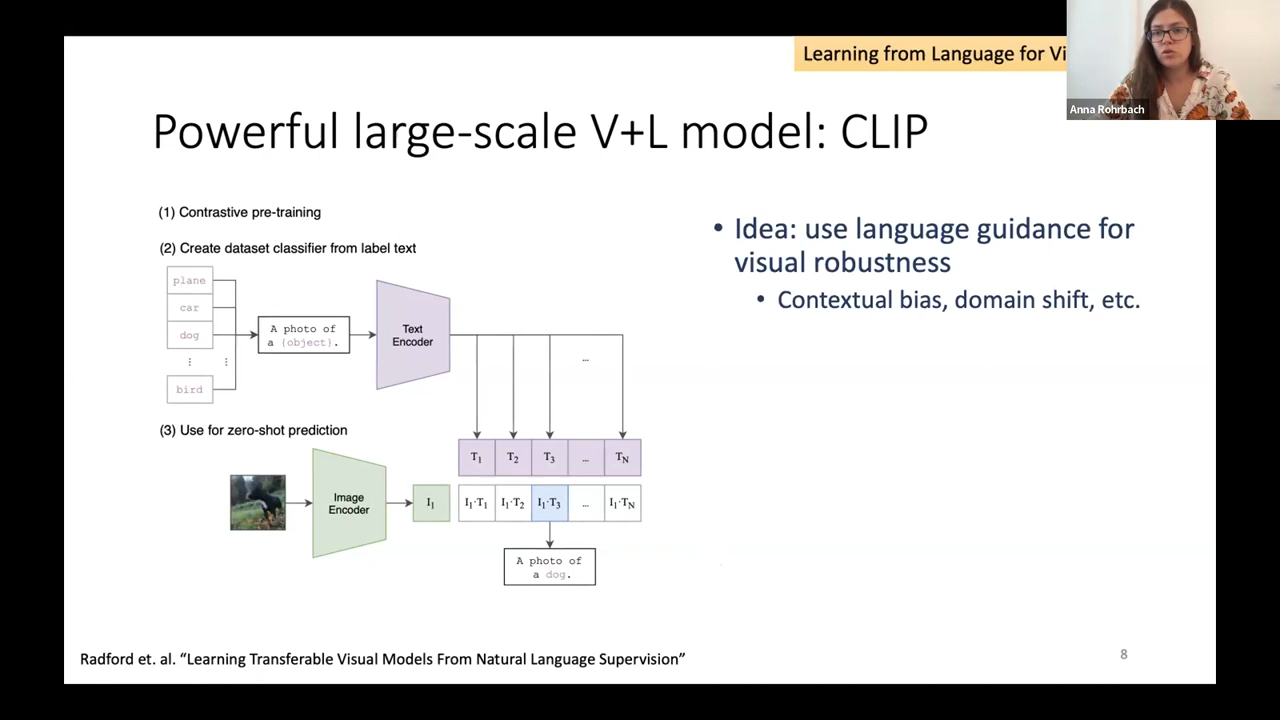 Learning from Language for Vi
Anna Rohrbach
Powerful large-scale V+L model: CLIP
(1) Contrastive pre-training
(2) Create dataset classifier from label text
plane
car
dog
⋮
⋮
bird
A photo of
a {object}.
Text
Encoder
...
(3) Use for zero-shot prediction
Image
Encoder
I₁
T₁ T₂ T₃ ... T_N
I₁·T₁ I₁·T₂ I₁·T₃ ... I₁·T_N
A photo of
a dog.
• Idea: use language guidance for
visual robustness
• Contextual bias, domain shift, etc.
Radford et. al. “Learning Transferable Visual Models From Natural Language Supervision”
8